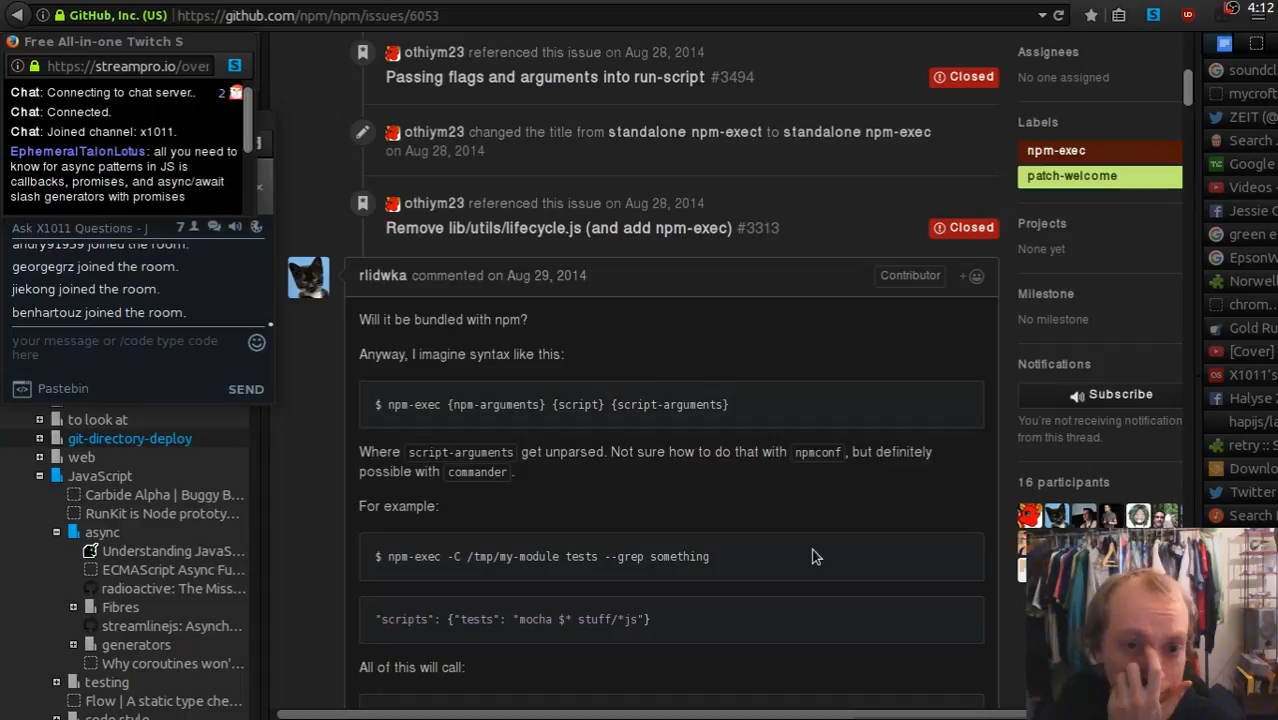 GitHub, Inc. (US)
https://github.com/npm/npm/issues/6053
4:12
Free All-in-one Twitch S
https://streampro.io/over
Chat: Connecting to chat server..
2
Chat: Connected.
Chat: Joined channel: x1011.
EphemeralTalonLotus: all you need to
know for async patterns in JS is
callbacks, promises, and async/await
slash generators with promises
Ask X1011 Questions - J
7
andry91939 joined the room.
georgegrz joined the room.
jiekong joined the room.
benhartouz joined the room.
your message or /code type code
here
Pastebin
SEND
to look at
git-directory-deploy
web
JavaScript
Carbide Alpha | Buggy B...
RunKit is Node prototy...
async
Understanding JavaS...
ECMAScript Async Fu...
radioactive: The Miss...
Fibres
streamlinejs: Asynch...
generators
Why coroutines won'...
testing
Flow | A static type che...
code style
othiym23 referenced this issue on Aug 28, 2014
Passing flags and arguments into run-script #3494
Closed
othiym23 changed the title from standalone npm-exect to standalone npm-exec
on Aug 28, 2014
othiym23 referenced this issue on Aug 28, 2014
Remove lib/utils/lifecycle.js (and add npm-exec) #3313
Closed
rlidwka commented on Aug 29, 2014
Contributor
+
Will it be bundled with npm?
Anyway, I imagine syntax like this:
$ npm-exec {npm-arguments} {script} {script-arguments}
Where script-arguments get unparsed. Not sure how to do that with npmconf, but definitely
possible with commander.
For example:
$ npm-exec -C /tmp/my-module tests --grep something
"scripts": {"tests": "mocha $* stuff/*js"}
All of this will call:
Assignees
No one assigned
Labels
npm-exec
patch-welcome
Projects
None yet
Milestone
No milestone
Notifications
Subscribe
You're not receiving notification
from this thread.
16 participants
soundcl
mycroft
ZEIT (@
Search
Google
Videos -
Jessie C
green e
EpsonW
Norwell
chrom...
Gold Ru
[Cover]
X1011's
Halyse Z
hapijs/la
retry :: S
Downlo
Twitter
Search R